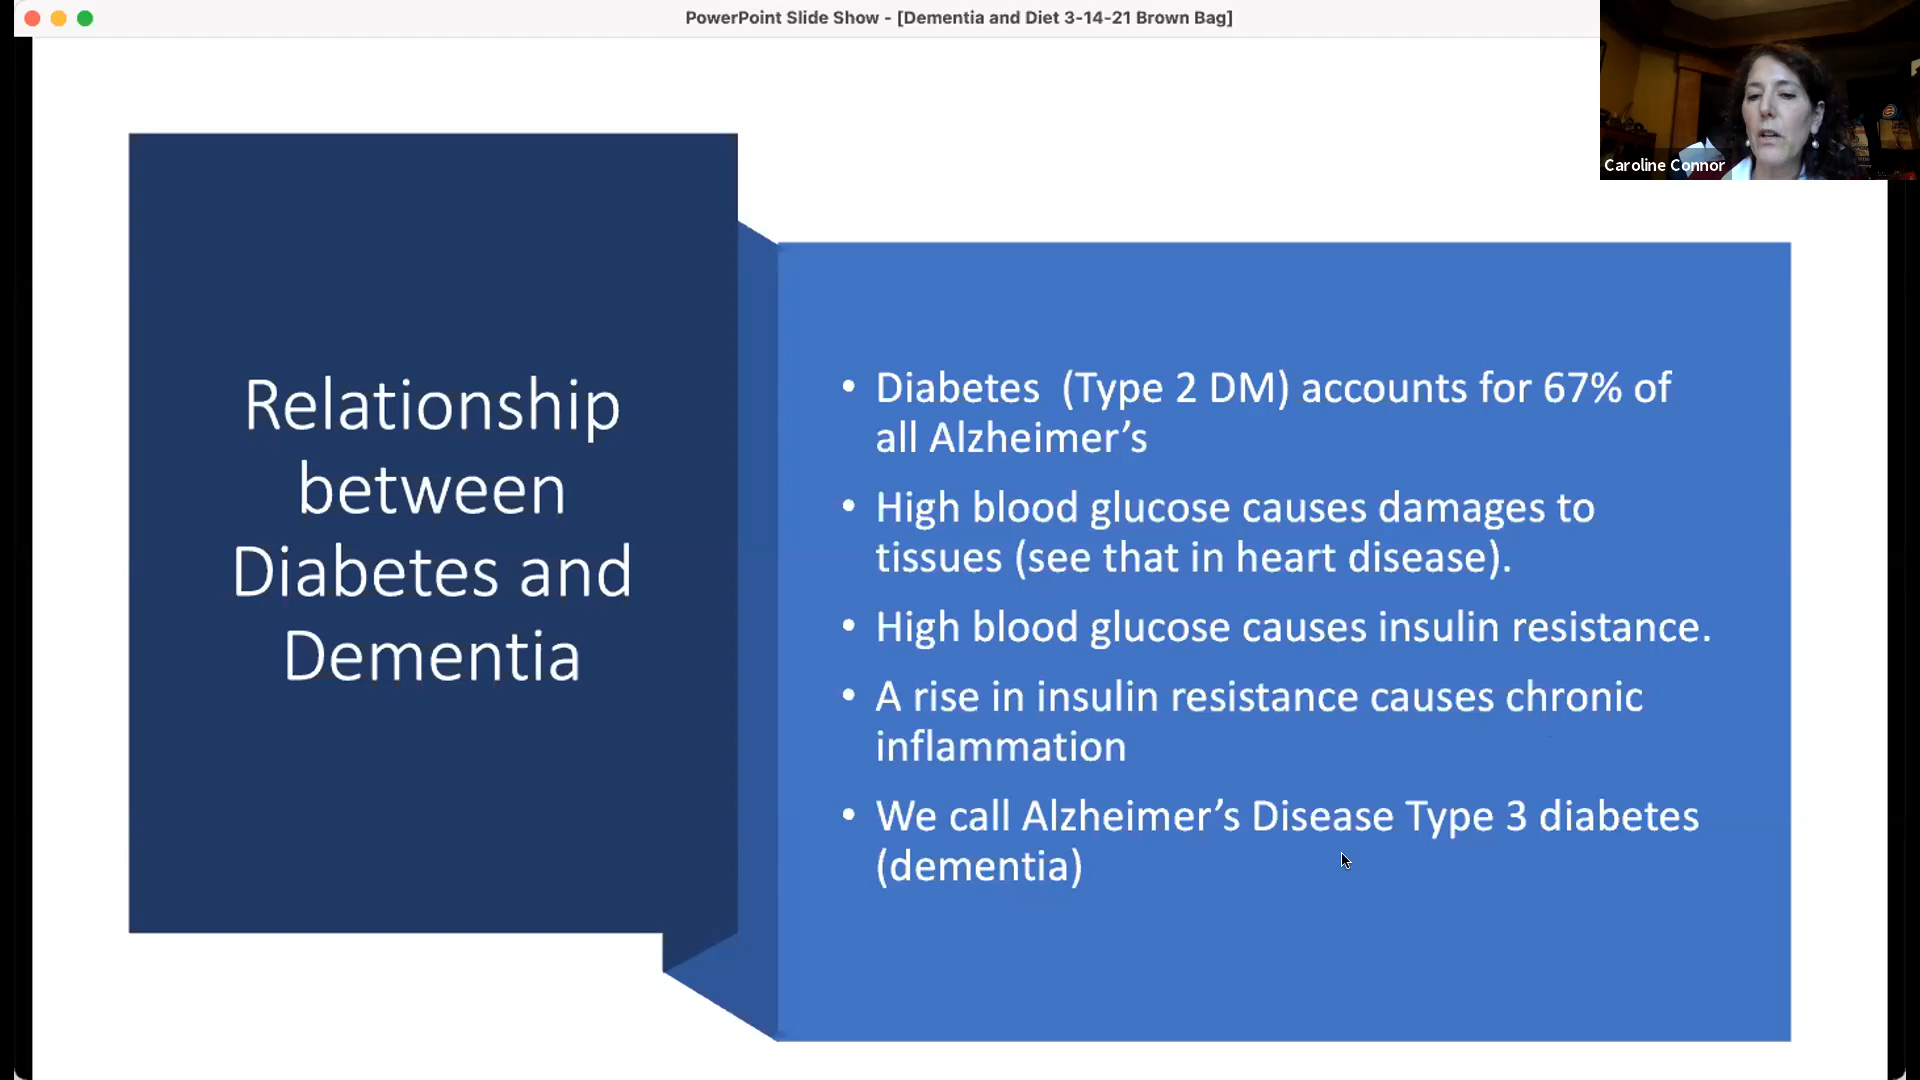 PowerPoint Slide Show - [Dementia and Diet 3-14-21 Brown Bag]
Caroline Connor
Relationship
between
Diabetes and
Dementia
• Diabetes  (Type 2 DM) accounts for 67% of
all Alzheimer’s
• High blood glucose causes damages to
tissues (see that in heart disease).
• High blood glucose causes insulin resistance.
• A rise in insulin resistance causes chronic
inflammation
• We call Alzheimer’s Disease Type 3 diabetes
(dementia)